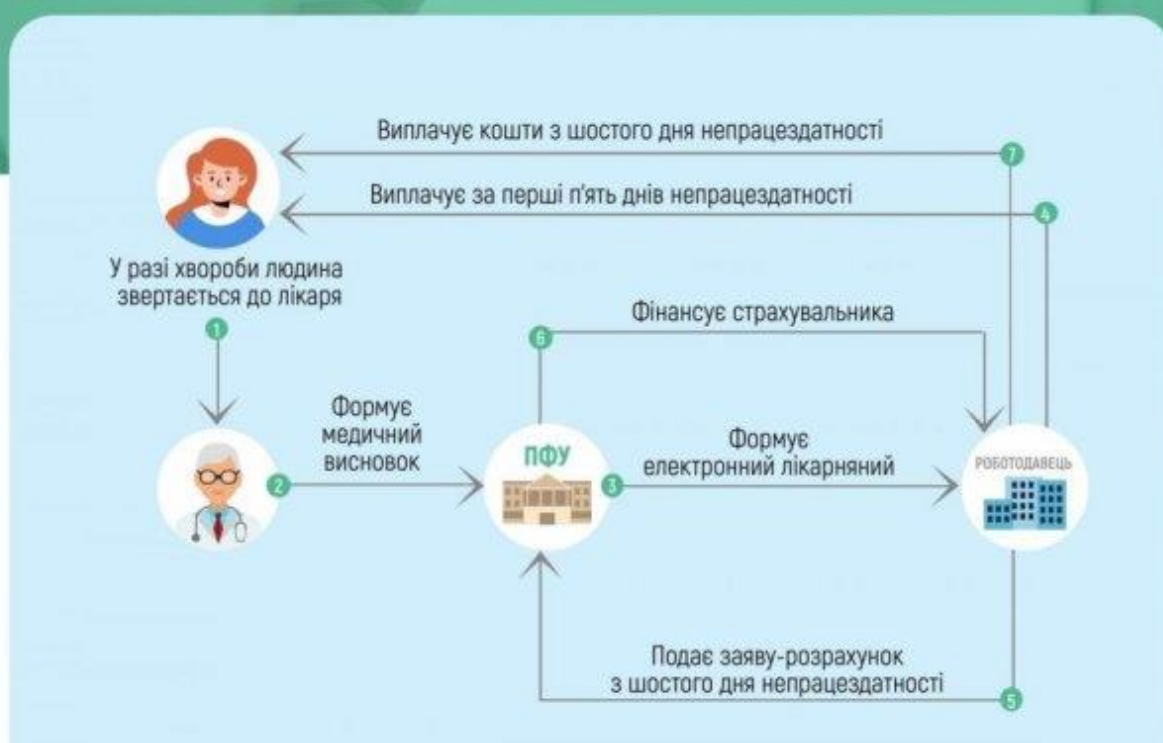 Виплачує кошти з шостого дня непрацездатності
7
Виплачує за перші п'ять днів непрацездатності
4
У разі хвороби людина
звертається до лікаря
1
Фінансує страхувальника
6
Формує
медичний
висновок
2
ПФУ
3
Формує
електронний лікарняний
РОБОТОДАВЕЦЬ
Подає заяву-розрахунок
з шостого дня непрацездатності
5